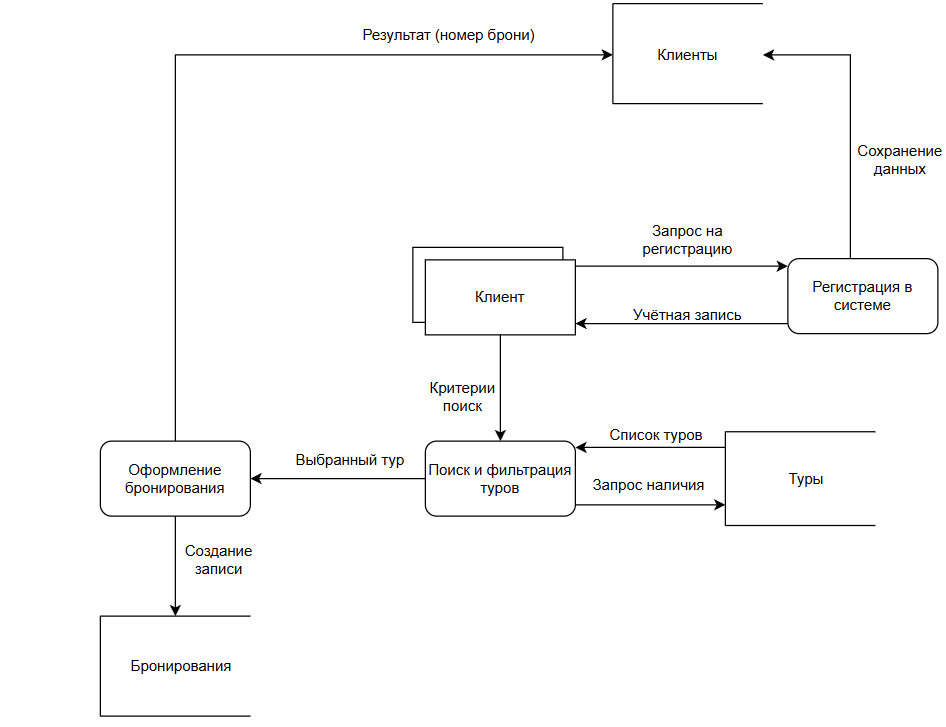 Результат (номер брони)
Клиенты
Сохранение
данных
Запрос на
регистрацию
Клиент
Регистрация в
системе
Учётная запись
Критерии
поиск
Список туров
Выбранный тур
Оформление
бронирования
Поиск и фильтрация
туров
Запрос наличия
Туры
Создание
записи
Бронирования